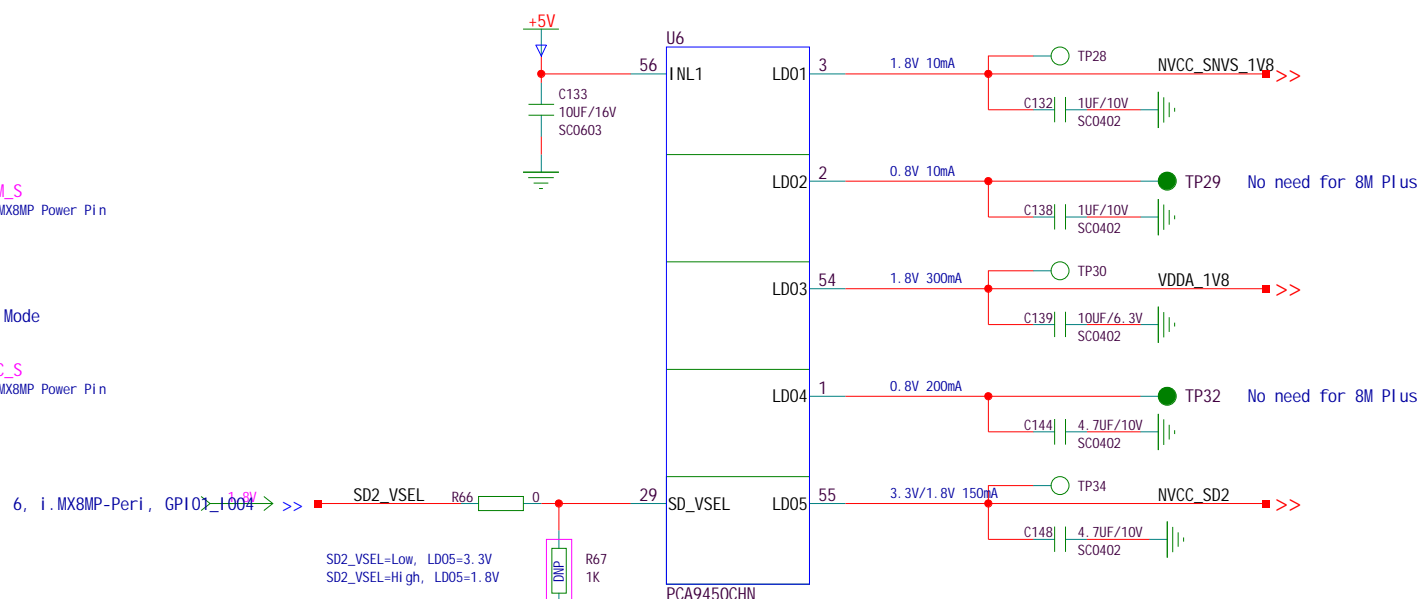 +5V
U6
56 INL1
C133
10UF/16V
SC0603
LDO1 3 1.8V 10mA
TP28
NVCC_SNVS_1V8 >>
C132 1UF/10V
SC0402
LDO2 2 0.8V 10mA
TP29 No need for 8M Plus
C138 1UF/10V
SC0402
M_S
MX8MP Power Pin
LDO3 54 1.8V 300mA
TP30
VDDA_1V8 >>
C139 10UF/6.3V
SC0402
Mode
C_S
MX8MP Power Pin
LDO4 1 0.8V 200mA
TP32 No need for 8M Plus
C144 4.7UF/10V
SC0402
6, i.MX8MP-Peri, GPIO1_IO04 >>
1.8V
SD2_VSEL R66 0
29 SD_VSEL
LDO5 55 3.3V/1.8V 150mA
TP34
NVCC_SD2 >>
C148 4.7UF/10V
SC0402
SD2_VSEL=Low, LDO5=3.3V
SD2_VSEL=High, LDO5=1.8V
DNP
R67
1K
PCA9450CHN